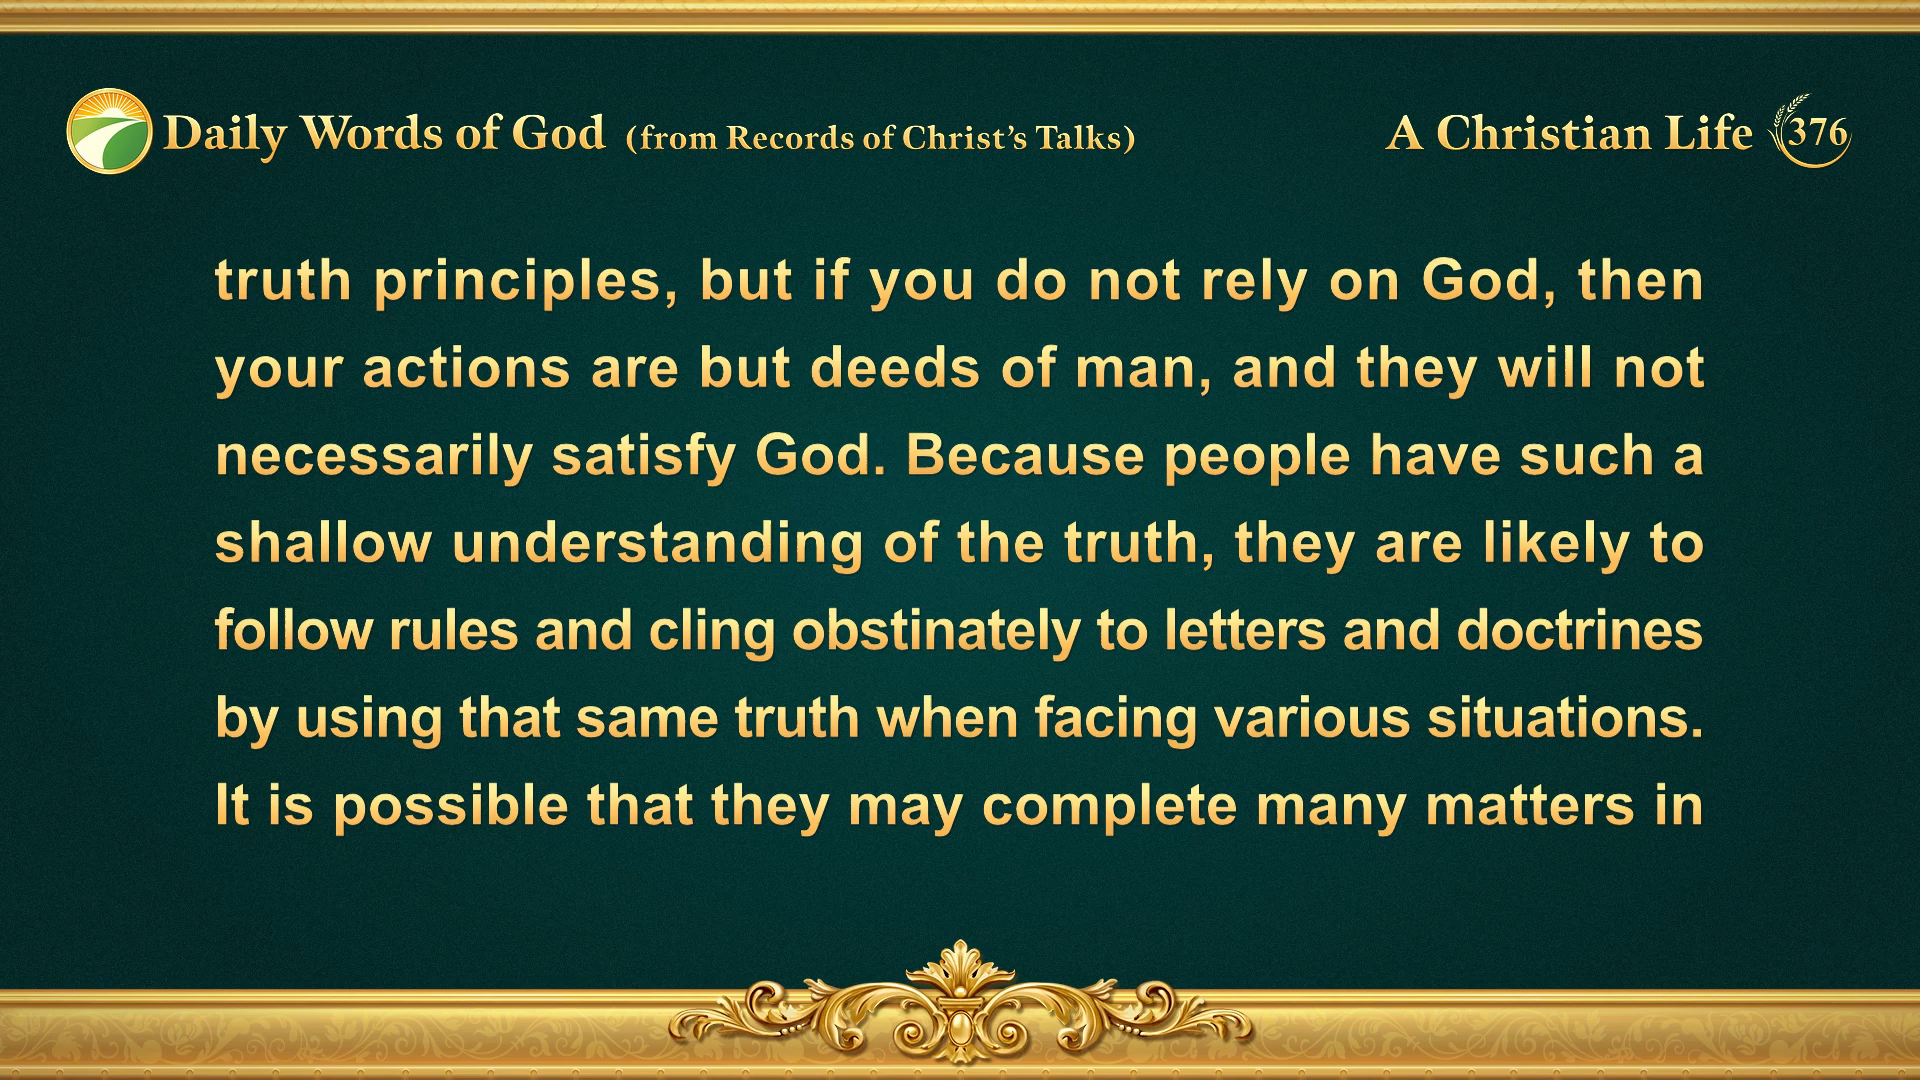 Daily Words of God (from Records of Christ's Talks)
A Christian Life 376
truth principles, but if you do not rely on God, then
your actions are but deeds of man, and they will not
necessarily satisfy God. Because people have such a
shallow understanding of the truth, they are likely to
follow rules and cling obstinately to letters and doctrines
by using that same truth when facing various situations.
It is possible that they may complete many matters in